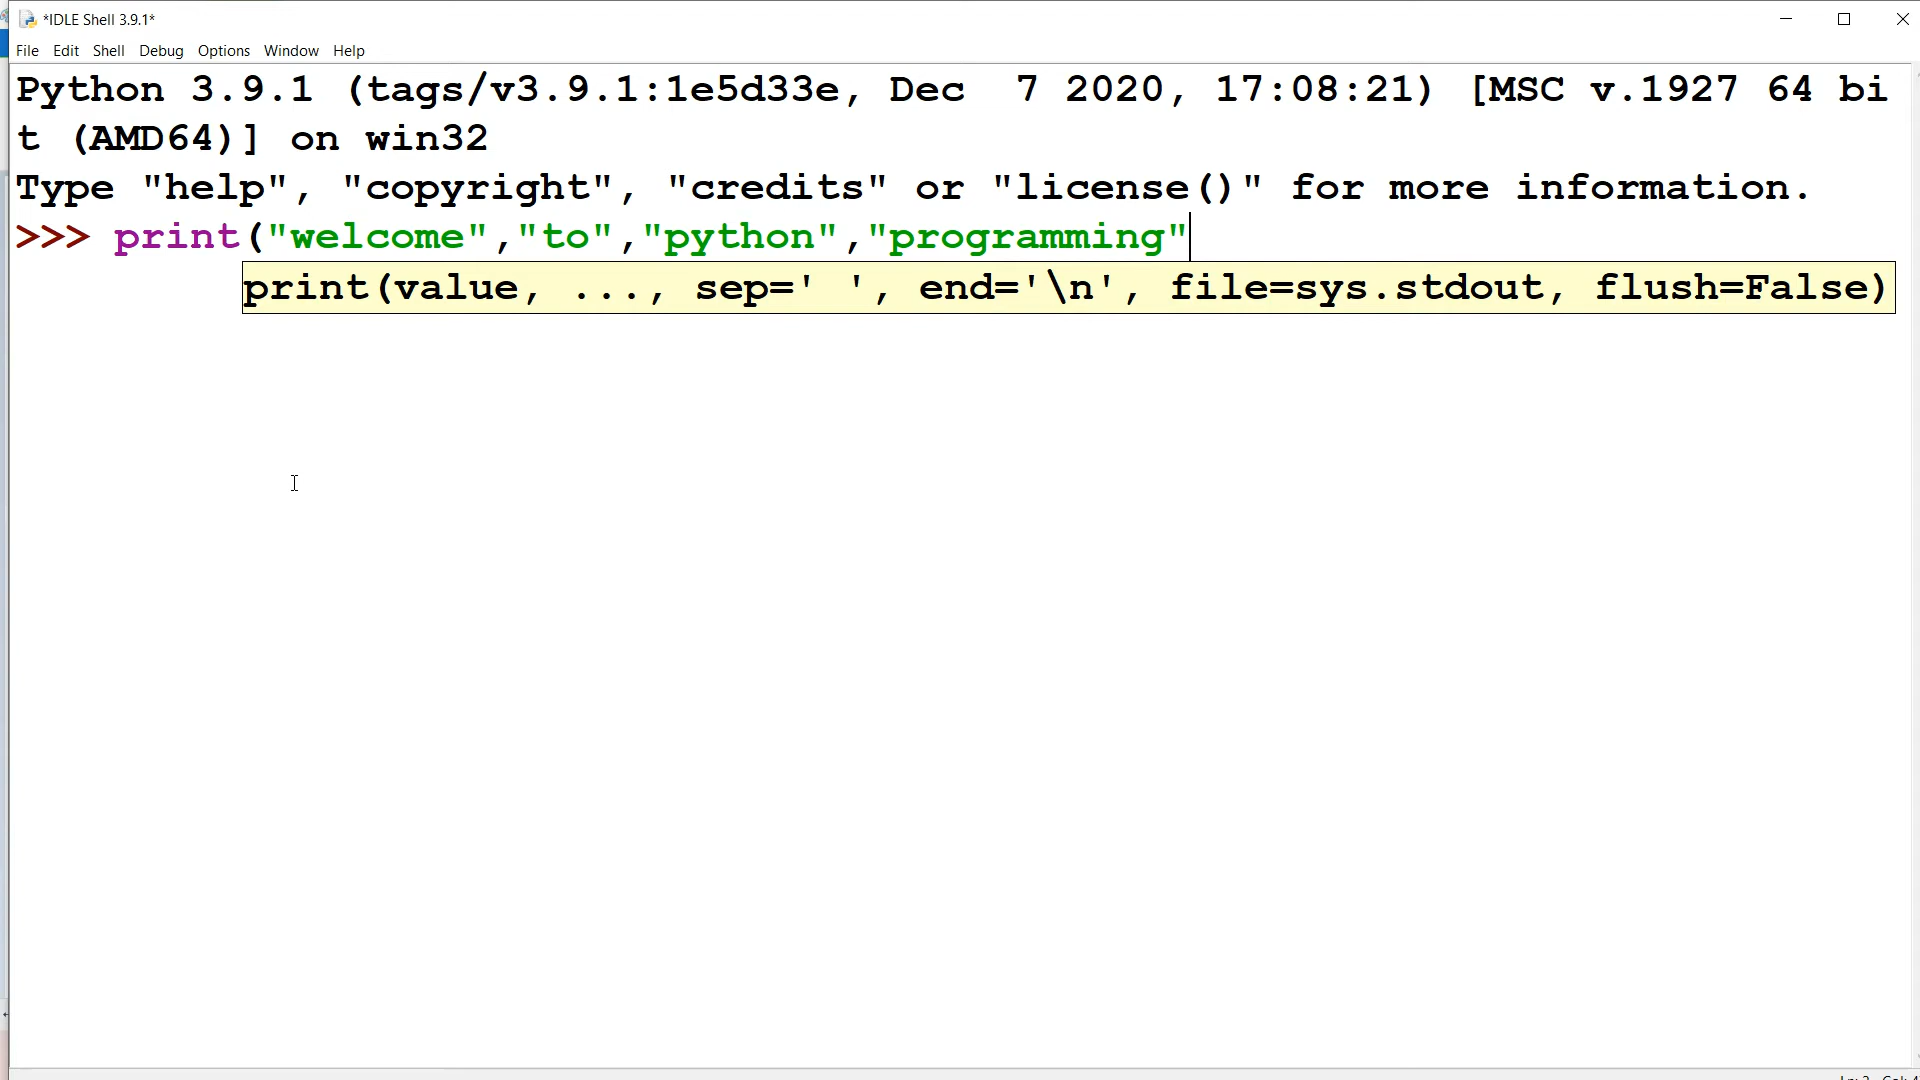 *IDLE Shell 3.9.1*
File Edit Shell Debug Options Window Help
Python 3.9.1 (tags/v3.9.1:1e5d33e, Dec  7 2020, 17:08:21) [MSC v.1927 64 bi
t (AMD64)] on win32
Type "help", "copyright", "credits" or "license()" for more information.
>>> print("welcome","to","python","programming"
print(value, ..., sep=' ', end='\n', file=sys.stdout, flush=False)